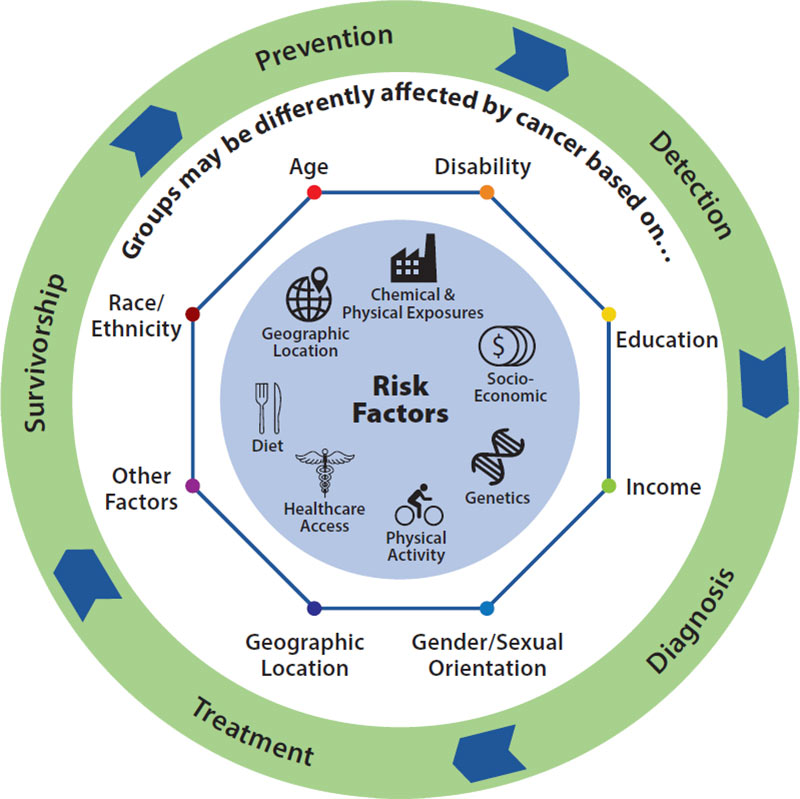 Prevention
Detection
Diagnosis
Treatment
Survivorship
Groups may be differently affected by cancer based on...
Age
Disability
Education
Income
Gender/Sexual
Orientation
Geographic
Location
Other
Factors
Race/
Ethnicity
Risk
Factors
Chemical &
Physical Exposures
$
Socio-
Economic
Genetics
Physical
Activity
Healthcare
Access
Diet
Geographic
Location